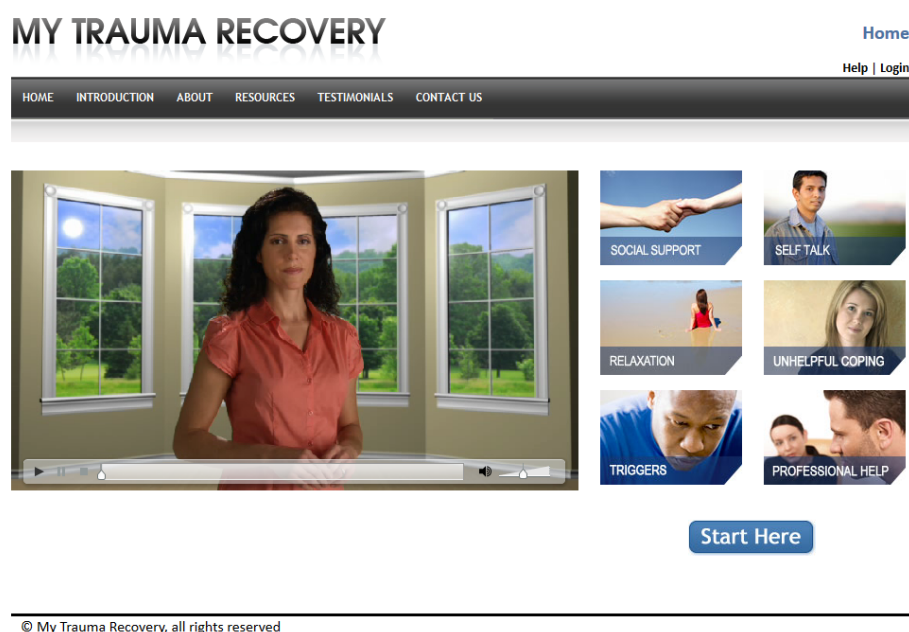 MY TRAUMA RECOVERY
Home
Help | Login
HOME INTRODUCTION ABOUT RESOURCES TESTIMONIALS CONTACT US
SOCIAL SUPPORT
SELF TALK
RELAXATION
UNHELPFUL COPING
TRIGGERS
PROFESSIONAL HELP
Start Here
© My Trauma Recovery, all rights reserved